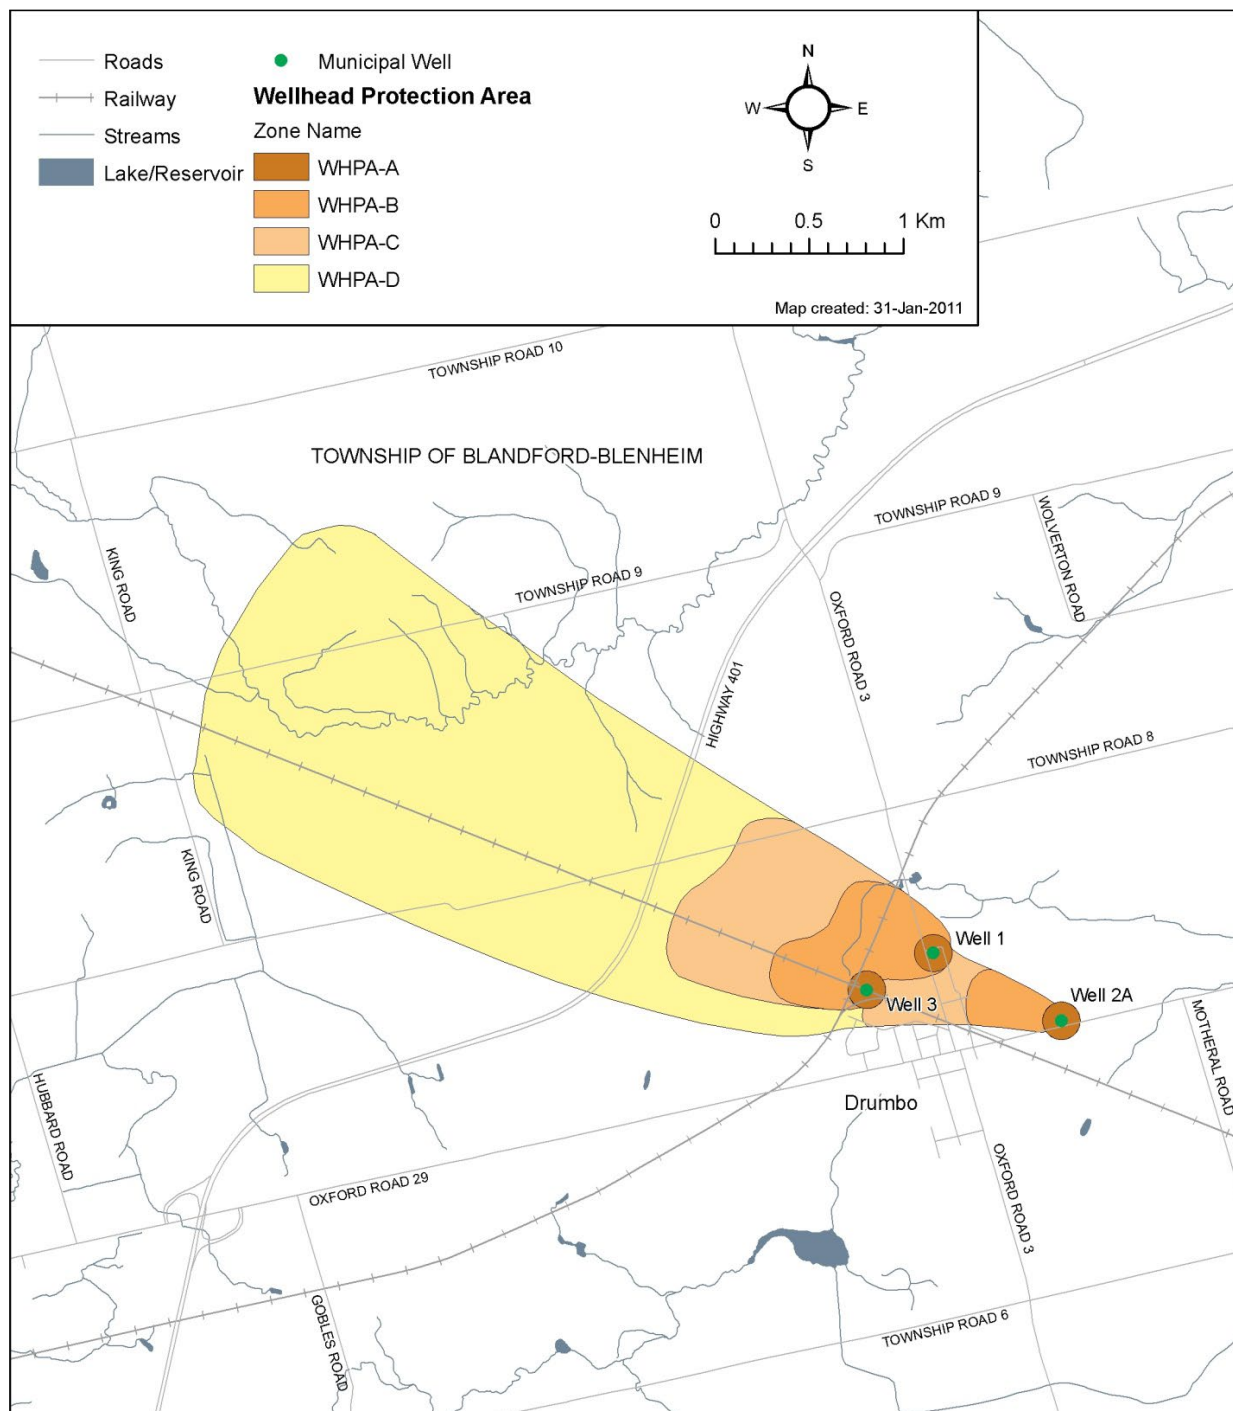 Roads
Railway
Streams
Lake/Reservoir
Municipal Well
Wellhead Protection Area
Zone Name
WHPA-A
WHPA-B
WHPA-C
WHPA-D
N
W
E
S
0 0.5 1 Km
Map created: 31-Jan-2011
TOWNSHIP ROAD 10
TOWNSHIP OF BLANDFORD-BLENHEIM
TOWNSHIP ROAD 9
WOLVERTON ROAD
KING ROAD
TOWNSHIP ROAD 9
OXFORD ROAD 3
HIGHWAY 401
TOWNSHIP ROAD 8
KING ROAD
Well 1
Well 3
Well 2A
MOTHERAL ROAD
HUBBARD ROAD
Drumbo
OXFORD ROAD 29
OXFORD ROAD 3
GOBLES ROAD
TOWNSHIP ROAD 6